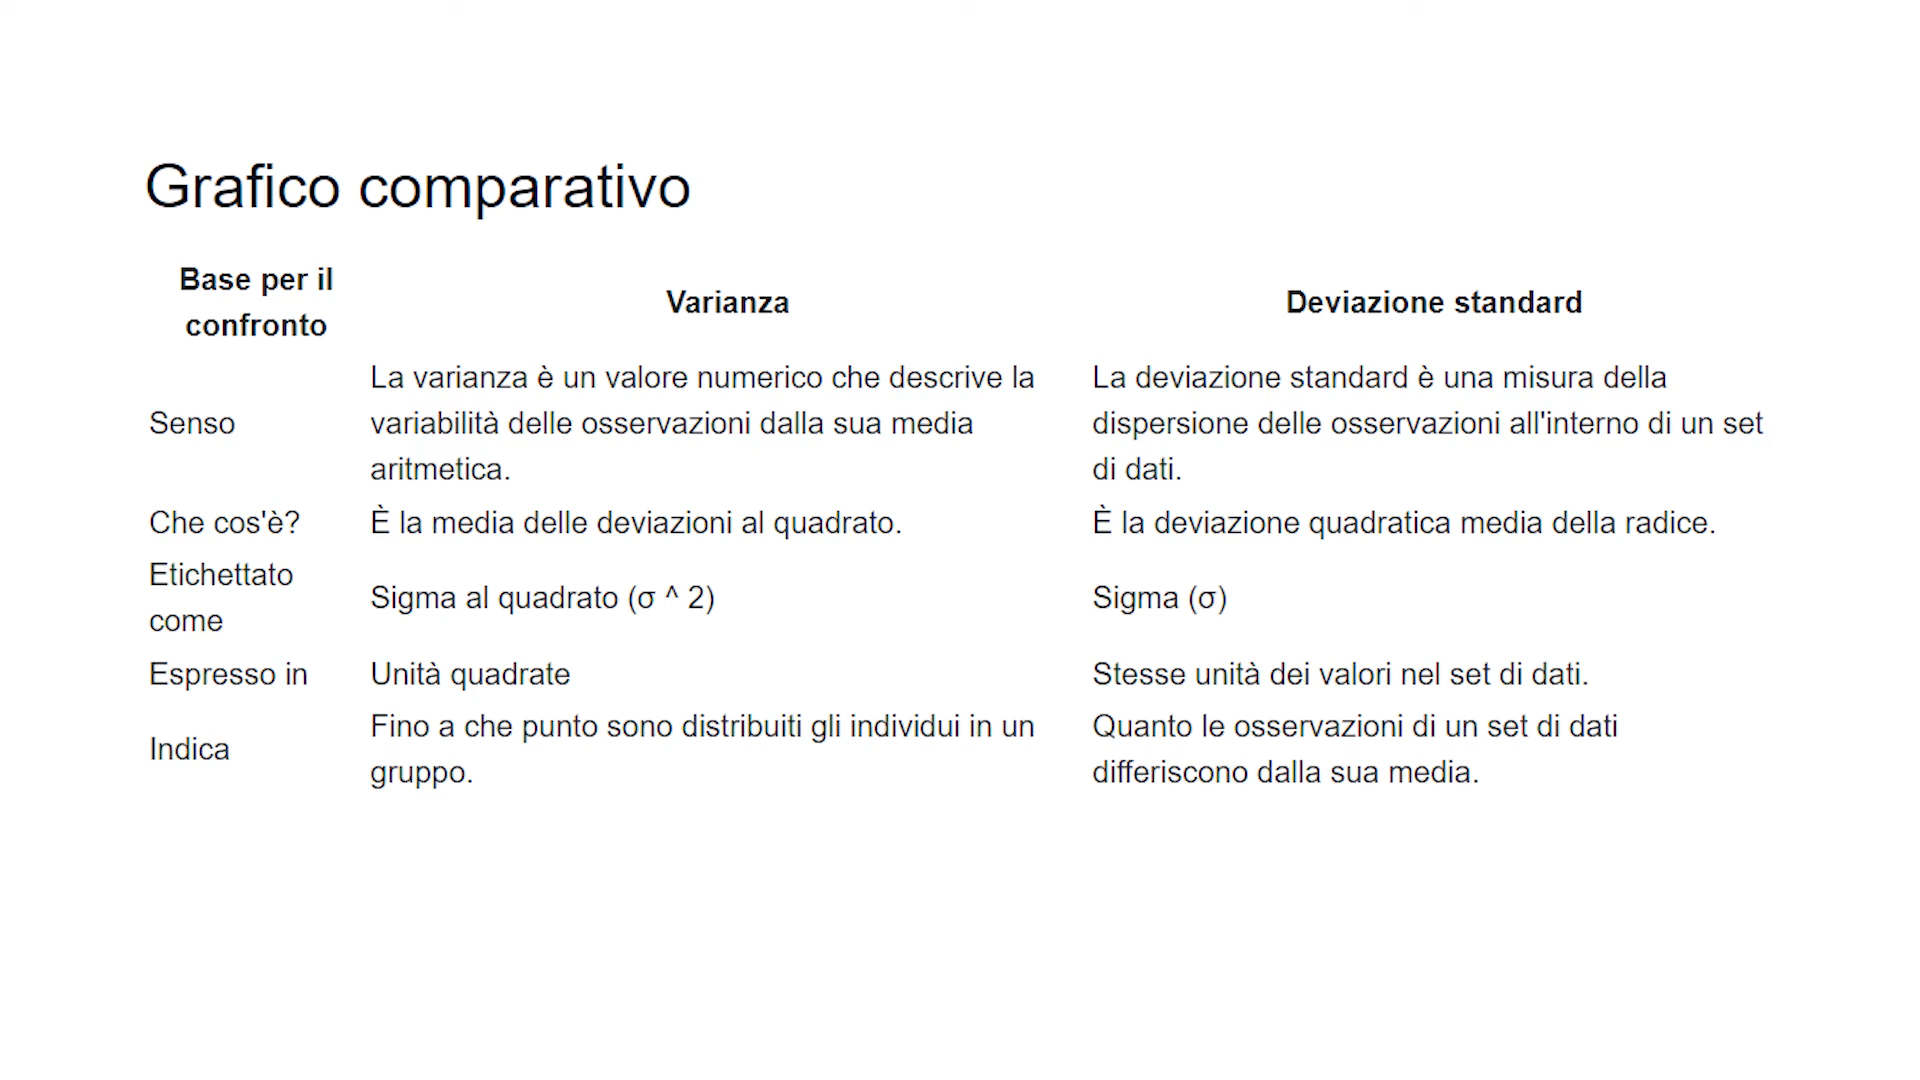 Grafico comparativo
Base per il
confronto
Varianza
Deviazione standard
Senso
La varianza è un valore numerico che descrive la
variabilità delle osservazioni dalla sua media
aritmetica.
La deviazione standard è una misura della
dispersione delle osservazioni all'interno di un set
di dati.
Che cos'è?
È la media delle deviazioni al quadrato.
È la deviazione quadratica media della radice.
Etichettato
come
Sigma al quadrato (σ ^ 2)
Sigma (σ)
Espresso in
Unità quadrate
Stesse unità dei valori nel set di dati.
Indica
Fino a che punto sono distribuiti gli individui in un
gruppo.
Quanto le osservazioni di un set di dati
differiscono dalla sua media.